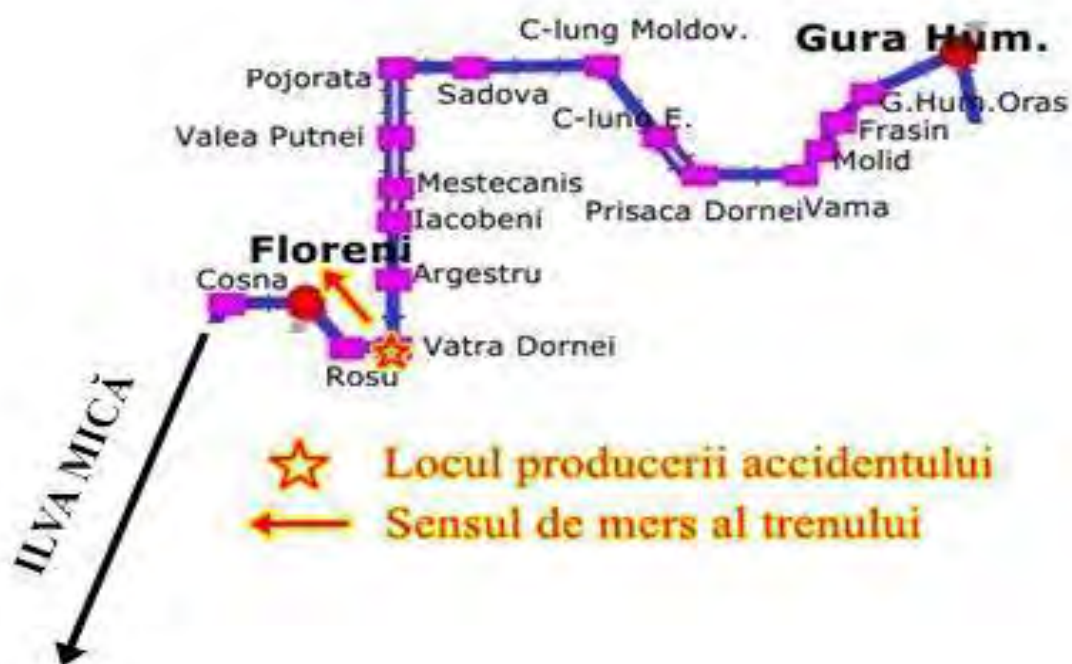 C-lung Moldov.
Gura Hum.
Pojorata
Sadova
G.Hum.Oras
C-lung E.
Frasin
Valea Putnei
Molid
Mestecanis
Prisaca Dornei
Vama
Iacobeni
Floreni
Cosna
Argestru
Vatra Dornei
Rosu
ILVA MICĂ
Locul producerii accidentului
Sensul de mers al trenului